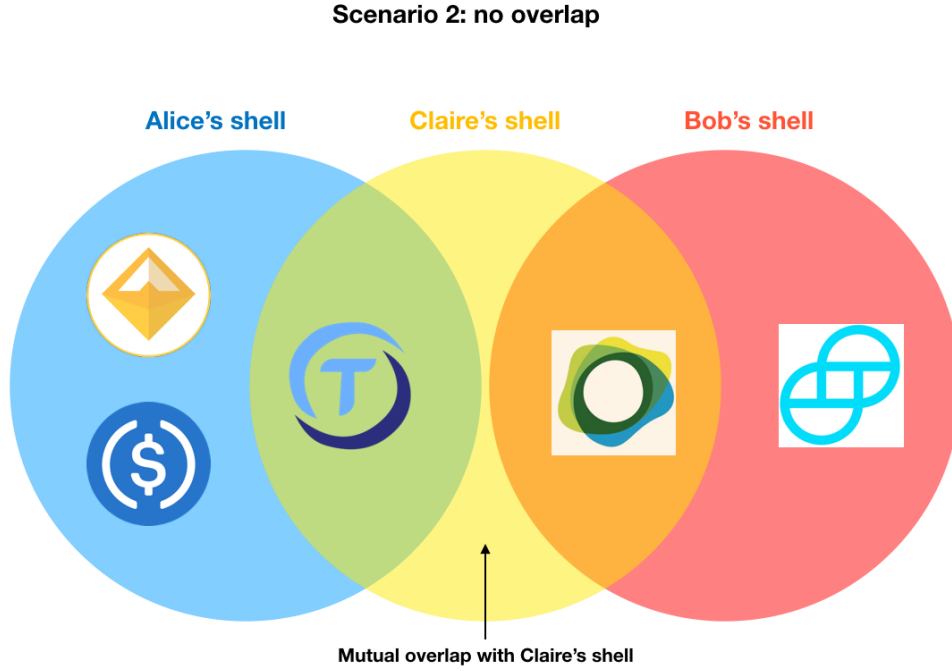 Scenario 2: no overlap
Alice’s shell
Claire’s shell
Bob’s shell
T
$
Mutual overlap with Claire’s shell